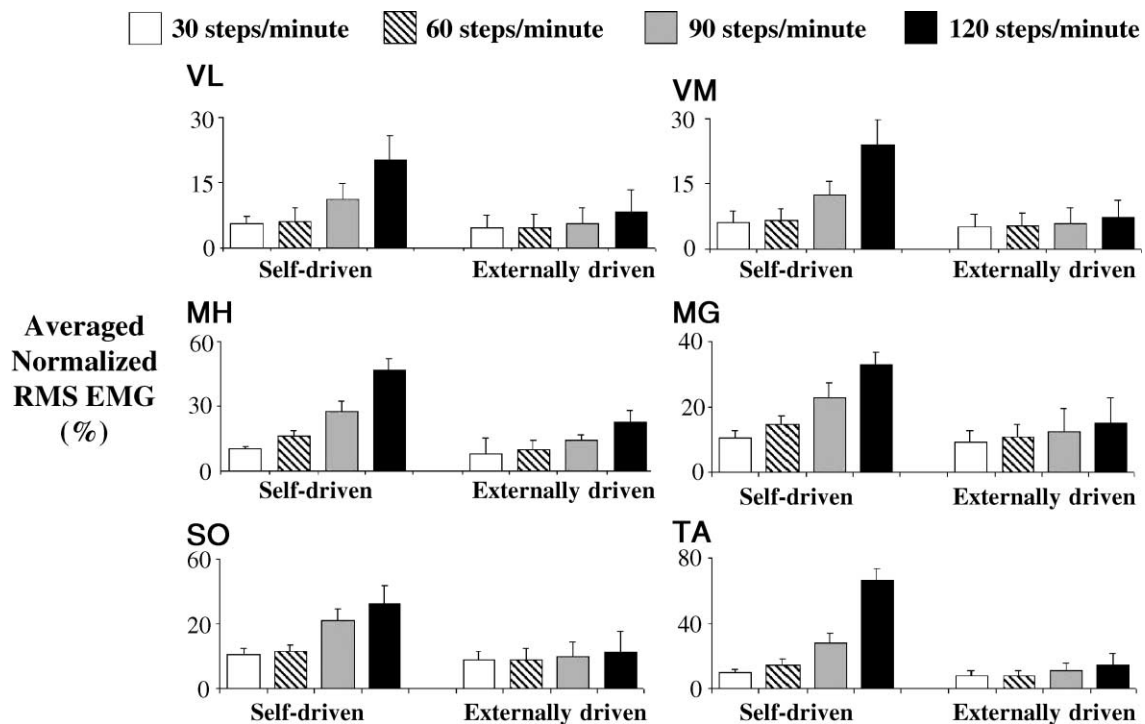 30 steps/minute 60 steps/minute 90 steps/minute 120 steps/minute
VL
30
15
0
Self-driven Externally driven
VM
30
15
0
Self-driven Externally driven
Averaged
Normalized
RMS EMG
(%)
MH
60
30
0
Self-driven Externally driven
MG
40
20
0
Self-driven Externally driven
SO
60
20
0
Self-driven Externally driven
TA
80
40
0
Self-driven Externally driven